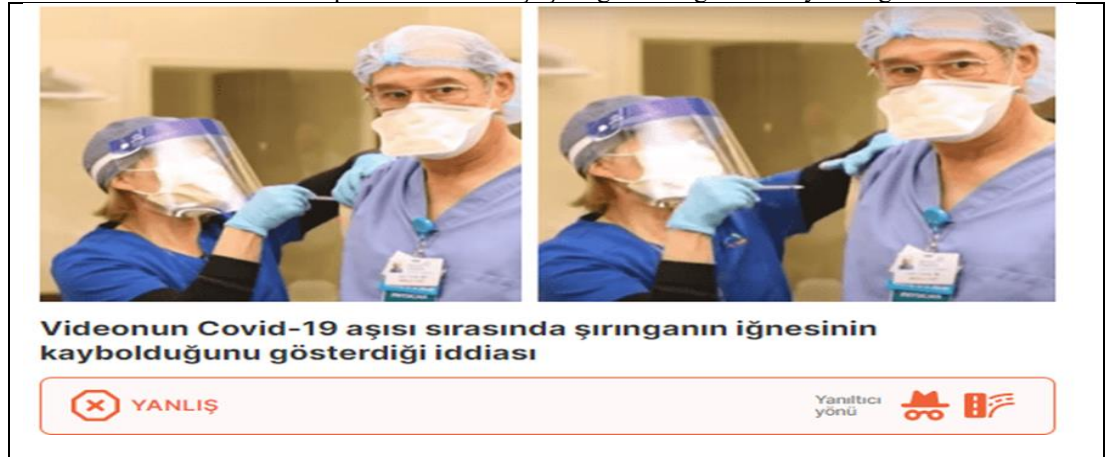 Videonun Covid-19 aşısı sırasında şırınganın iğnesinin
kaybolduğunu gösterdiği iddiası
YANLIŞ
Yanıltıcı
yönü